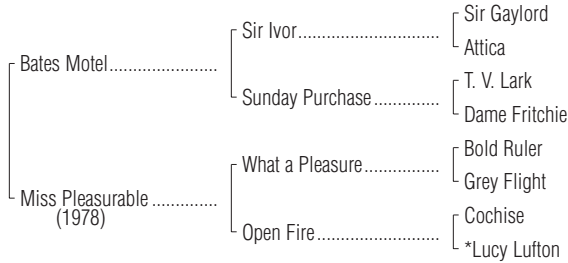 Sir Gaylord
Sir Ivor
Attica
Bates Motel
T. V. Lark
Sunday Purchase
Dame Fritchie
Bold Ruler
What a Pleasure
Grey Flight
Miss Pleasurable
(1978)
Cochise
Open Fire
*Lucy Lufton